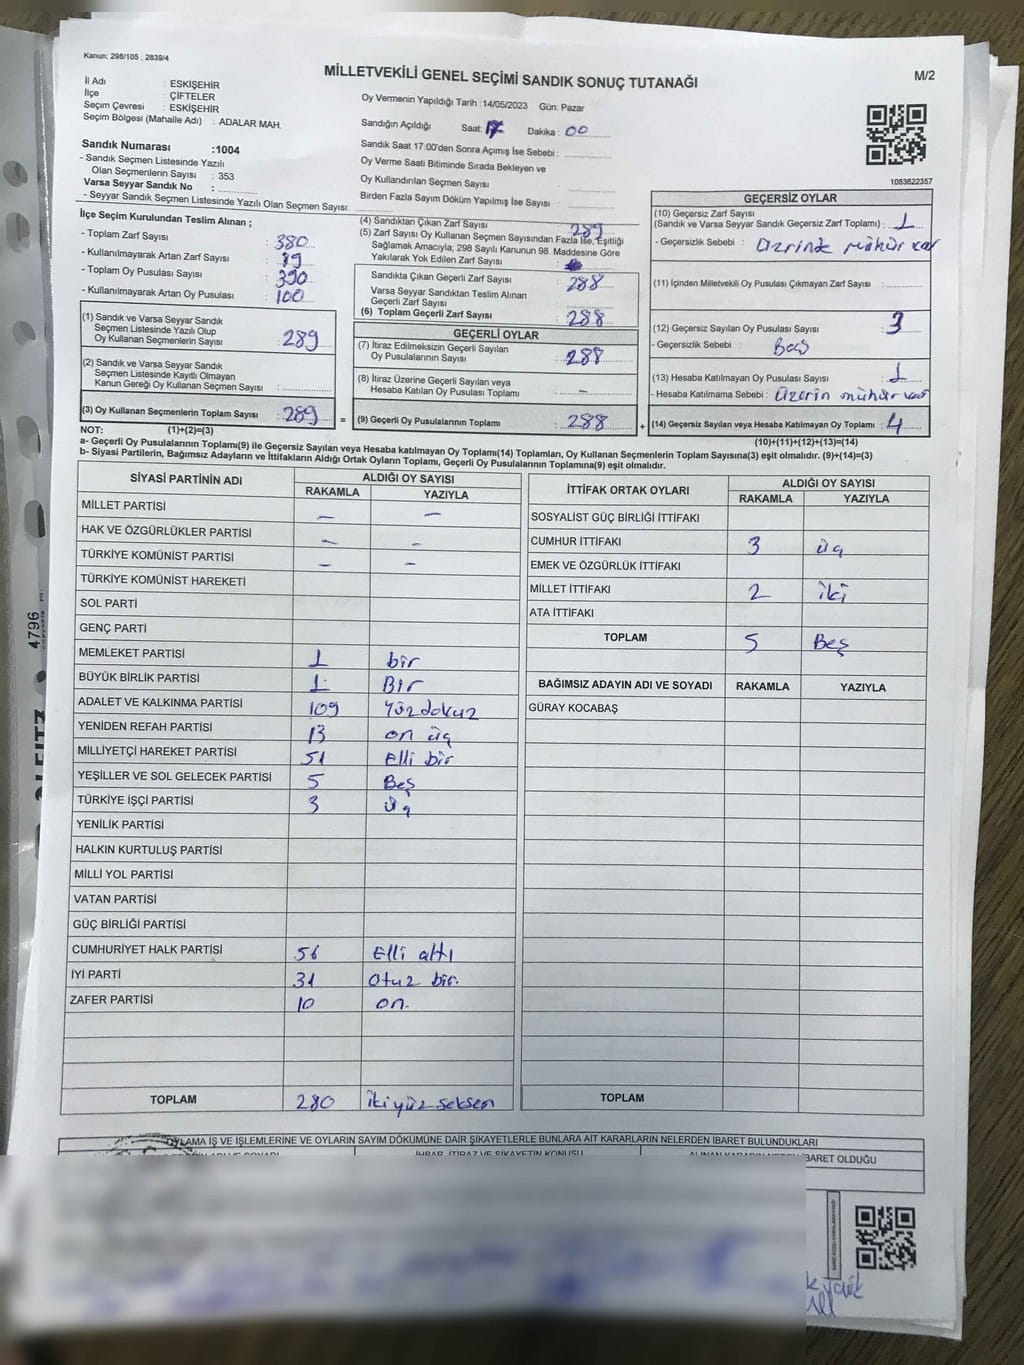 Kanun; 298/105 , 2839/4
MİLLETVEKİLİ GENEL SEÇİMİ SANDIK SONUÇ TUTANAĞI
M/2
İl Adı : ESKİŞEHİR
İlçe : ÇİFTELER
Seçim Çevresi : ESKİŞEHİR
Seçim Bölgesi (Mahalle Adı) : ADALAR MAH.
Sandık Numarası :1004
- Sandık Seçmen Listesinde Yazılı
Olan Seçmenlerin Sayısı : 353
Varsa Seyyar Sandık No :
- Seyyar Sandık Seçmen Listesinde Yazılı Olan Seçmen Sayısı:
Oy Vermenin Yapıldığı Tarih :14/05/2023 Gün: Pazar
Sandığın Açıldığı Saat: 17 Dakika : 00
Sandık Saat 17:00'den Sonra Açımış İse Sebebi :
Oy Verme Saati Bitiminde Sırada Bekleyen ve
Oy Kullandırılan Seçmen Sayısı :
Birden Fazla Sayım Döküm Yapılmış İse Sayısı :
1063622357
İlçe Seçim Kurulundan Teslim Alınan ;
- Toplam Zarf Sayısı : 380
- Kullanılmayarak Artan Zarf Sayısı : 89
- Toplam Oy Pusulası Sayısı : 390
- Kullanılmayarak Artan Oy Pusulası : 100
(1) Sandık ve Varsa Seyyar Sandık
Seçmen Listesinde Yazılı Olup
Oy Kullanan Seçmenlerin Sayısı : 289
(2) Sandık ve Varsa Seyyar Sandık
Seçmen Listesinde Kayıtlı Olmayan
Kanun Gereği Oy Kullanan Seçmen Sayısı :
(3) Oy Kullanan Seçmenlerin Toplam Sayısı : 289 =
(4) Sandıktan Çıkan Zarf Sayısı : 289
(5) Zarf Sayısı Oy Kullanan Seçmen Sayısından Fazla İse, Eşitliği
Sağlamak Amacıyla; 298 Sayılı Kanunun 98. Maddesine Göre
Yakılarak Yok Edilen Zarf Sayısı :
Sandıkta Çıkan Geçerli Zarf Sayısı : 288
Varsa Seyyar Sandıktan Teslim Alınan
Geçerli Zarf Sayısı :
(6) Toplam Geçerli Zarf Sayısı : 288
GEÇERLİ OYLAR
(7) İtiraz Edilmeksizin Geçerli Sayılan
Oy Pusulalarının Sayısı : 288
(8) İtiraz Üzerine Geçerli Sayılan veya
Hesaba Katılan Oy Pusulaları Toplamı : -
(9) Geçerli Oy Pusulalarının Toplamı : 288 +
GEÇERSİZ OYLAR
(10) Geçersiz Zarf Sayısı
(Sandık ve Varsa Seyyar Sandık Geçersiz Zarf Toplamı) : 1
- Geçersizlik Sebebi : Üzerinde mühür var
(11) İçinden Milletvekili Oy Pusulası Çıkmayan Zarf Sayısı :
(12) Geçersiz Sayılan Oy Pusulası Sayısı : 3
- Geçersizlik Sebebi : Boş
(13) Hesaba Katılmayan Oy Pusulası Sayısı : 1
- Hesaba Katılmama Sebebi : Üzerin mühür var
(14) Geçersiz Sayılan veya Hesaba Katılmayan Oy Toplamı : 4
NOT: (1)+(2)=(3)
(10)+(11)+(12)+(13)=(14)
a- Geçerli Oy Pusulalarının Toplamı(9) ile Geçersiz Sayılan veya Hesaba katılmayan Oy Toplamı(14) Toplamları, Oy Kullanan Seçmenlerin Toplam Sayısına(3) eşit olmalıdır. (9)+(14)=(3)
b- Siyasi Partilerin, Bağımsız Adayların ve İttifakların Aldığı Ortak Oyların Toplamı, Geçerli Oy Pusulalarının Toplamına(9) eşit olmalıdır.
SİYASİ PARTİNİN ADI ALDIĞI OY SAYISI
RAKAMLA YAZIYLA
MİLLET PARTİSİ - -
HAK VE ÖZGÜRLÜKLER PARTİSİ - -
TÜRKİYE KOMÜNİST PARTİSİ - -
TÜRKİYE KOMÜNİST HAREKETİ
SOL PARTİ
GENÇ PARTİ
MEMLEKET PARTİSİ 1 bir
BÜYÜK BİRLİK PARTİSİ 1 Bir
ADALET VE KALKINMA PARTİSİ 109 Yüzdokuz
YENİDEN REFAH PARTİSİ 13 on üç
MİLLİYETÇİ HAREKET PARTİSİ 51 Elli bir
YEŞİLLER VE SOL GELECEK PARTİSİ 5 Beş
TÜRKİYE İŞÇİ PARTİSİ 3 Üç
YENİLİK PARTİSİ
HALKIN KURTULUŞ PARTİSİ
MİLLİ YOL PARTİSİ
VATAN PARTİSİ
GÜÇ BİRLİĞİ PARTİSİ
CUMHURİYET HALK PARTİSİ 56 Elli altı
İYİ PARTİ 31 Otuz bir.
ZAFER PARTİSİ 10 on.
TOPLAM 280 ikiyüz seksen
İTTİFAK ORTAK OYLARI ALDIĞI OY SAYISI
RAKAMLA YAZIYLA
SOSYALİST GÜÇ BİRLİĞİ İTTİFAKI
CUMHUR İTTİFAKI 3 üç
EMEK VE ÖZGÜRLÜK İTTİFAKI
MİLLET İTTİFAKI 2 iki
ATA İTTİFAKI
TOPLAM 5 Beş
BAĞIMSIZ ADAYIN ADI VE SOYADI RAKAMLA YAZIYLA
GÜRAY KOCABAŞ
TOPLAM
OYLAMA İŞ VE İŞLEMLERİNE VE OYLARIN SAYIM DÖKÜMÜNE DAİR ŞİKAYETLERLE BUNLARA AİT KARARLARIN NELERDEN İBARET BULUNDUKLARI
İHBAR, İTİRAZ VE ŞİKAYETİN KONUSU
İBARET OLDUĞU
4796